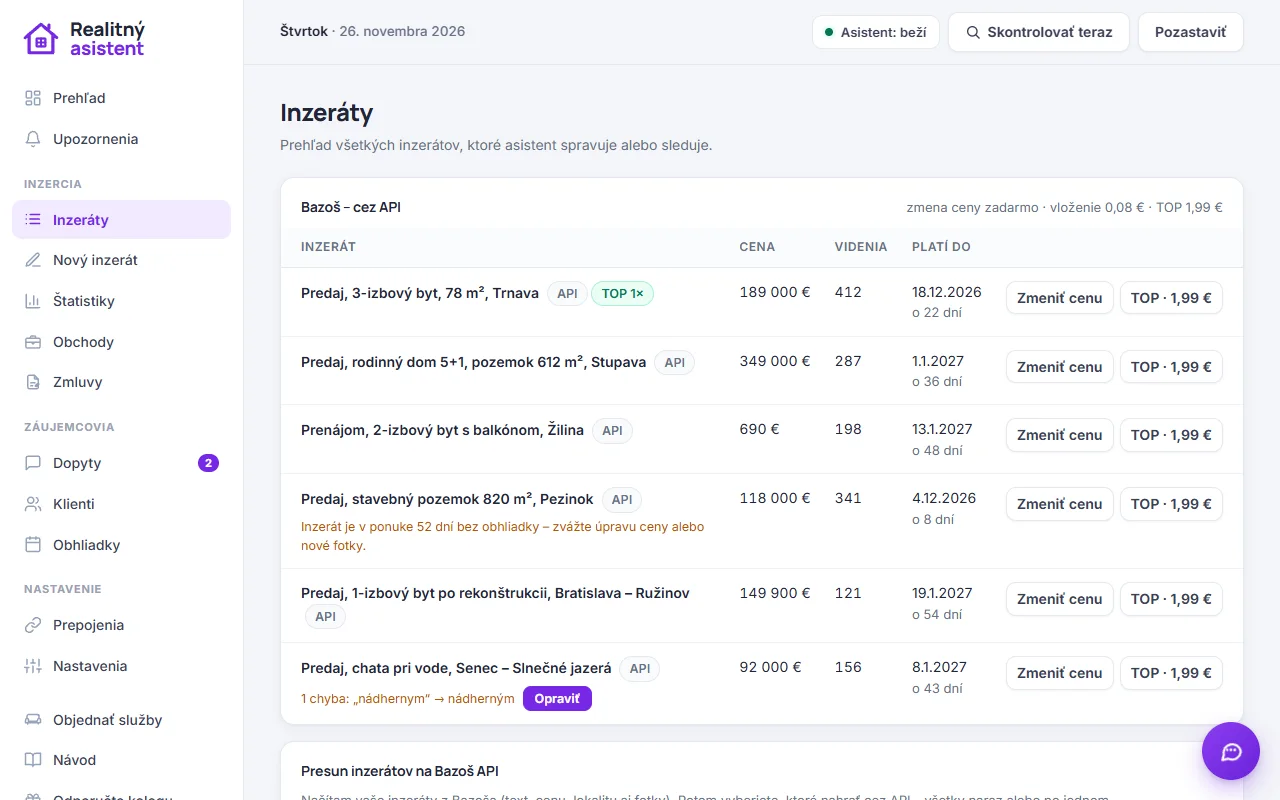 Realitný
asistent
Prehľad
Upozornenia
INZERCIA
Inzeráty
Nový inzerát
Štatistiky
Obchody
Zmluvy
ZÁUJEMCOVIA
Dopyty 2
Klienti
Obhliadky
NASTAVENIE
Prepojenia
Nastavenia
Objednať služby
Návod
Odporučte kolegu
Štvrtok · 26. novembra 2026
Asistent: beží
Skontrolovať teraz
Pozastaviť
Inzeráty
Prehľad všetkých inzerátov, ktoré asistent spravuje alebo sleduje.
Bazoš – cez API
zmena ceny zadarmo · vloženie 0,08 € · TOP 1,99 €
INZERÁT CENA VIDENIA PLATÍ DO
Predaj, 3-izbový byt, 78 m², Trnava API TOP 1× 189 000 € 412 18.12.2026 Zmeniť cenu TOP · 1,99 €
o 22 dní
Predaj, rodinný dom 5+1, pozemok 612 m², Stupava API 349 000 € 287 1.1.2027 Zmeniť cenu TOP · 1,99 €
o 36 dní
Prenájom, 2-izbový byt s balkónom, Žilina API 690 € 198 13.1.2027 Zmeniť cenu TOP · 1,99 €
o 48 dní
Predaj, stavebný pozemok 820 m², Pezinok API 118 000 € 341 4.12.2026 Zmeniť cenu TOP · 1,99 €
o 8 dní
Inzerát je v ponuke 52 dní bez obhliadky – zvážte úpravu ceny alebo
nové fotky.
Predaj, 1-izbový byt po rekonštrukcii, Bratislava – Ružinov 149 900 € 121 19.1.2027 Zmeniť cenu TOP · 1,99 €
API o 54 dní
Predaj, chata pri vode, Senec – Slnečné jazerá API 92 000 € 156 8.1.2027 Zmeniť cenu TOP · 1,99 €
o 43 dní
1 chyba: „nádhernym“ → nádherným Opraviť
Presun inzerátov na Bazoš API